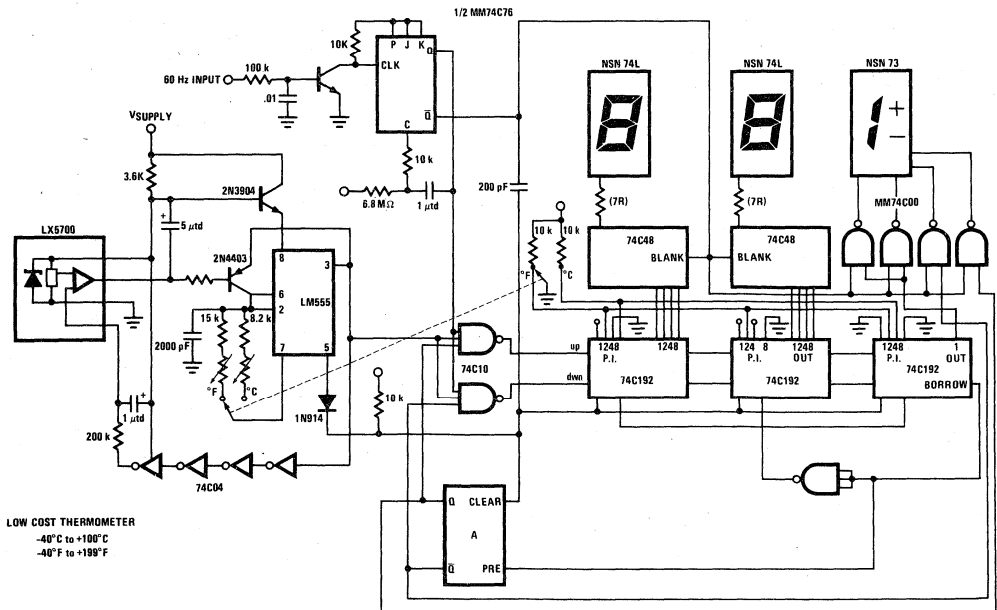 1/2 MM74C76
10K
P J K
Q
CLK
Q̅
C
60 Hz INPUT
100 k
.01
VSUPPLY
3.6K
2N3904
5 µtd
LX5700
2N4403
8
3
6
2
LM555
7
5
15 k
8.2 k
2000 pF
°F
°C
1N914
10 k
6.8 MΩ
1 µtd
200 pF
10 k
10 k
°F
°C
10 k
1 µtd
200 k
74C04
74C10
up
dwn
NSN 74L
8
NSN 74L
8
NSN 73
1 + −
(7R)
(7R)
MM74C00
74C48
BLANK
74C48
BLANK
1248
P.I.
1248
74C192
124 8
P.I.
1248
OUT
74C192
1248
P.I.
1
OUT
74C192
BORROW
Q CLEAR
A
Q̅ PRE
LOW COST THERMOMETER
-40°C to +100°C
-40°F to +199°F